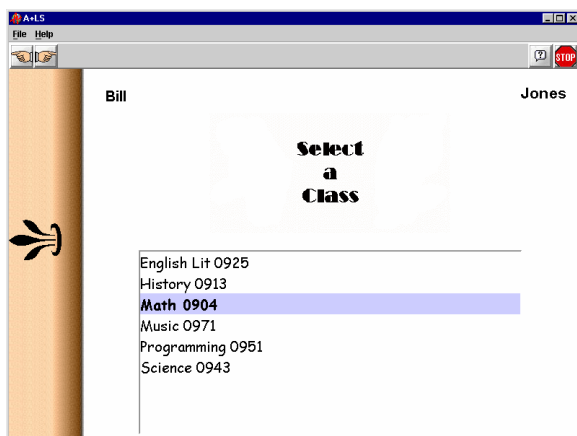 A+LS
File Help
STOP
Bill Jones
Select
a
Class
English Lit 0925
History 0913
Math 0904
Music 0971
Programming 0951
Science 0943